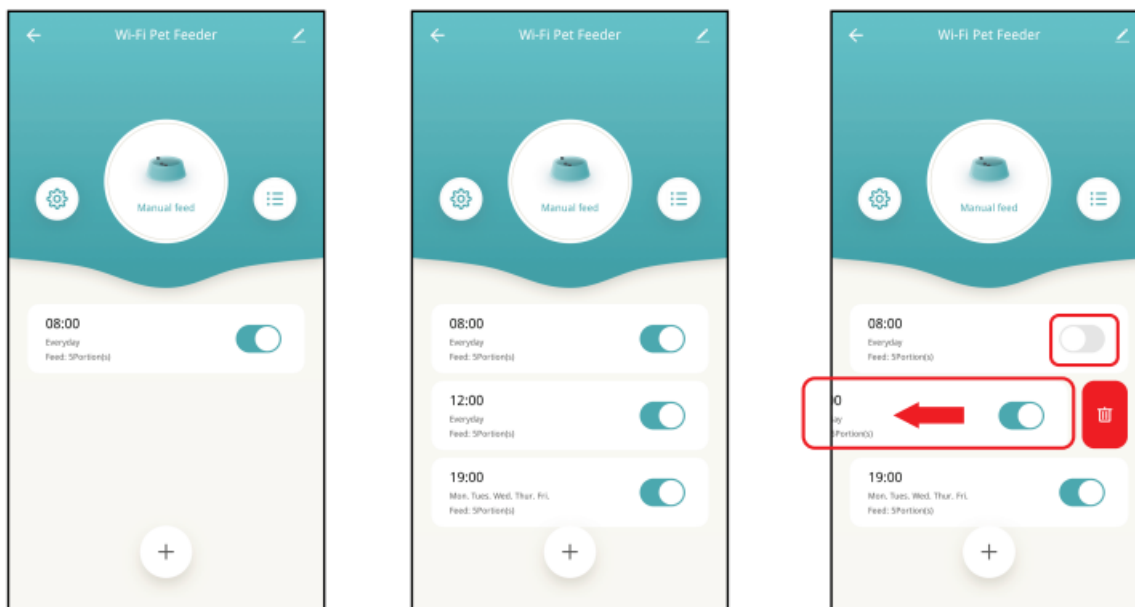 Wi-Fi Pet Feeder
Manual feed
08:00
Everyday
Feed: 5Portion(s)
Wi-Fi Pet Feeder
Manual feed
08:00
Everyday
Feed: 5Portion(s)
12:00
Everyday
Feed: 5Portion(s)
19:00
Mon. Tues. Wed. Thur. Fri.
Feed: 5Portion(s)
Wi-Fi Pet Feeder
Manual feed
08:00
Everyday
Feed: 5Portion(s)
0
ay
Portion(s)
19:00
Mon. Tues. Wed. Thur. Fri.
Feed: 5Portion(s)